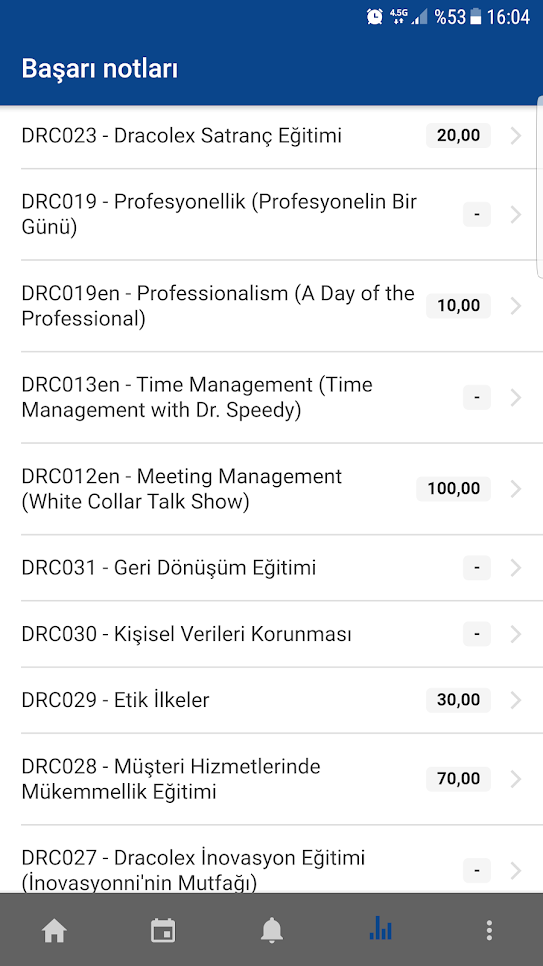 4.5G %53 16:04
Başarı notları
DRC023 - Dracolex Satranç Eğitimi 20,00
DRC019 - Profesyonellik (Profesyonelin Bir
Günü) -
DRC019en - Professionalism (A Day of the
Professional) 10,00
DRC013en - Time Management (Time
Management with Dr. Speedy) -
DRC012en - Meeting Management
(White Collar Talk Show) 100,00
DRC031 - Geri Dönüşüm Eğitimi -
DRC030 - Kişisel Verileri Korunması -
DRC029 - Etik İlkeler 30,00
DRC028 - Müşteri Hizmetlerinde
Mükemmellik Eğitimi 70,00
DRC027 - Dracolex İnovasyon Eğitimi
(İnovasyonni'nin Mutfağı) -